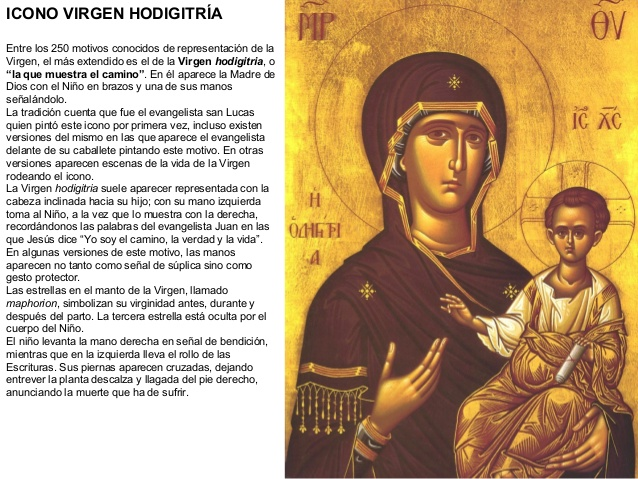 ICONO VIRGEN HODIGITRÍA
Entre los 250 motivos conocidos de representación de la
Virgen, el más extendido es el de la Virgen hodigitria, o
“la que muestra el camino”. En él aparece la Madre de
Dios con el Niño en brazos y una de sus manos
señalándolo.
La tradición cuenta que fue el evangelista san Lucas
quien pintó este icono por primera vez, incluso existen
versiones del mismo en las que aparece el evangelista
delante de su caballete pintando este motivo. En otras
versiones aparecen escenas de la vida de la Virgen
rodeando el icono.
La Virgen hodigitria suele aparecer representada con la
cabeza inclinada hacia su hijo; con su mano izquierda
toma al Niño, a la vez que lo muestra con la derecha,
recordándonos las palabras del evangelista Juan en las
que Jesús dice “Yo soy el camino, la verdad y la vida”.
En algunas versiones de este motivo, las manos
aparecen no tanto como señal de súplica sino como
gesto protector.
Las estrellas en el manto de la Virgen, llamado
maphorion, simbolizan su virginidad antes, durante y
después del parto. La tercera estrella está oculta por el
cuerpo del Niño.
El niño levanta la mano derecha en señal de bendición,
mientras que en la izquierda lleva el rollo de las
Escrituras. Sus piernas aparecen cruzadas, dejando
entrever la planta descalza y llagada del pie derecho,
anunciando la muerte que ha de sufrir.
ΜΡ ΘΥ
ΙϹ ΧϹ
Η
ὉΔΗΓΉΤΡΙ
Α